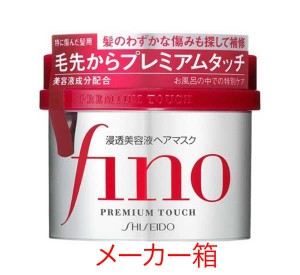 特に傷んだ髪用
髪のわずかな傷みも探して補修
毛先からプレミアムタッチ
美容液成分配合
お風呂の中での特別ケア
PREMIUM TOUCH
浸透美容液ヘアマスク
fino
PREMIUM TOUCH
SHISEIDO
メーカー箱